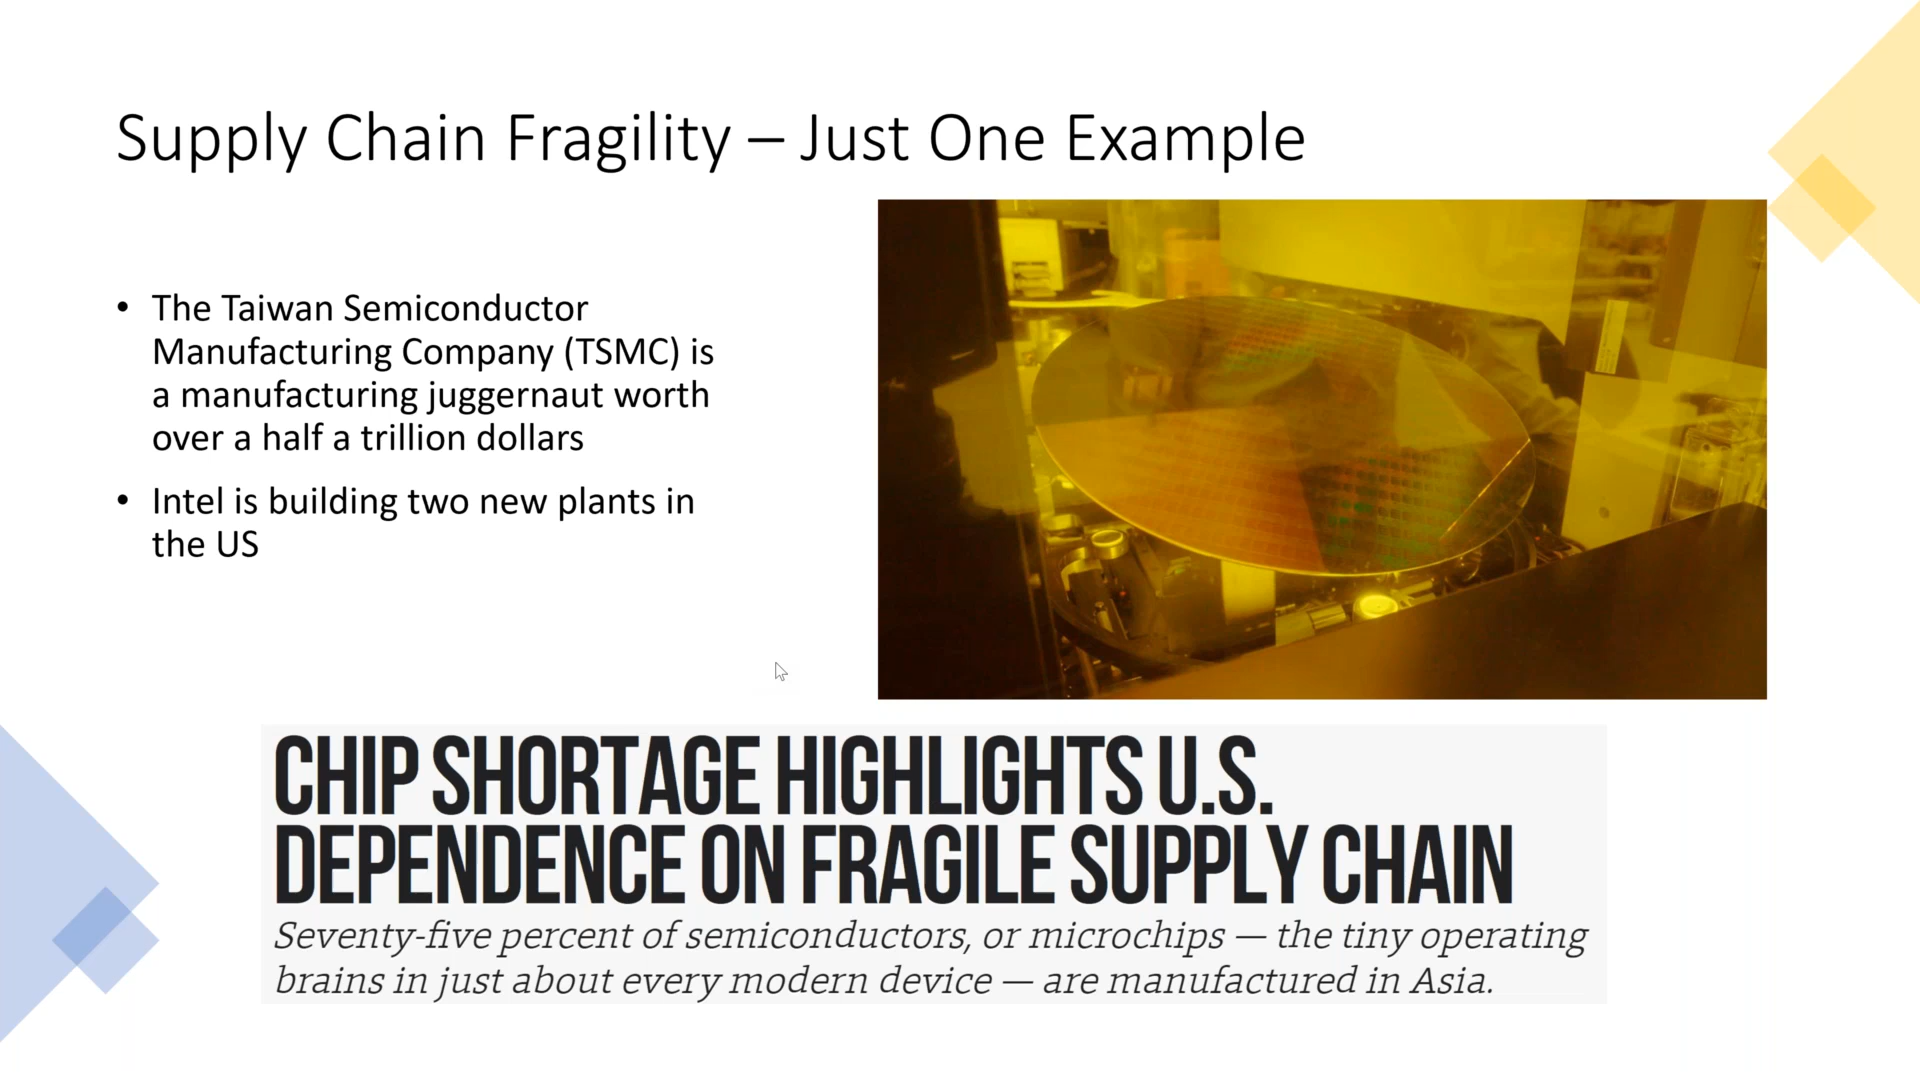 Supply Chain Fragility – Just One Example
• The Taiwan Semiconductor
Manufacturing Company (TSMC) is
a manufacturing juggernaut worth
over a half a trillion dollars
• Intel is building two new plants in
the US
CHIP SHORTAGE HIGHLIGHTS U.S.
DEPENDENCE ON FRAGILE SUPPLY CHAIN
Seventy-five percent of semiconductors, or microchips — the tiny operating
brains in just about every modern device — are manufactured in Asia.